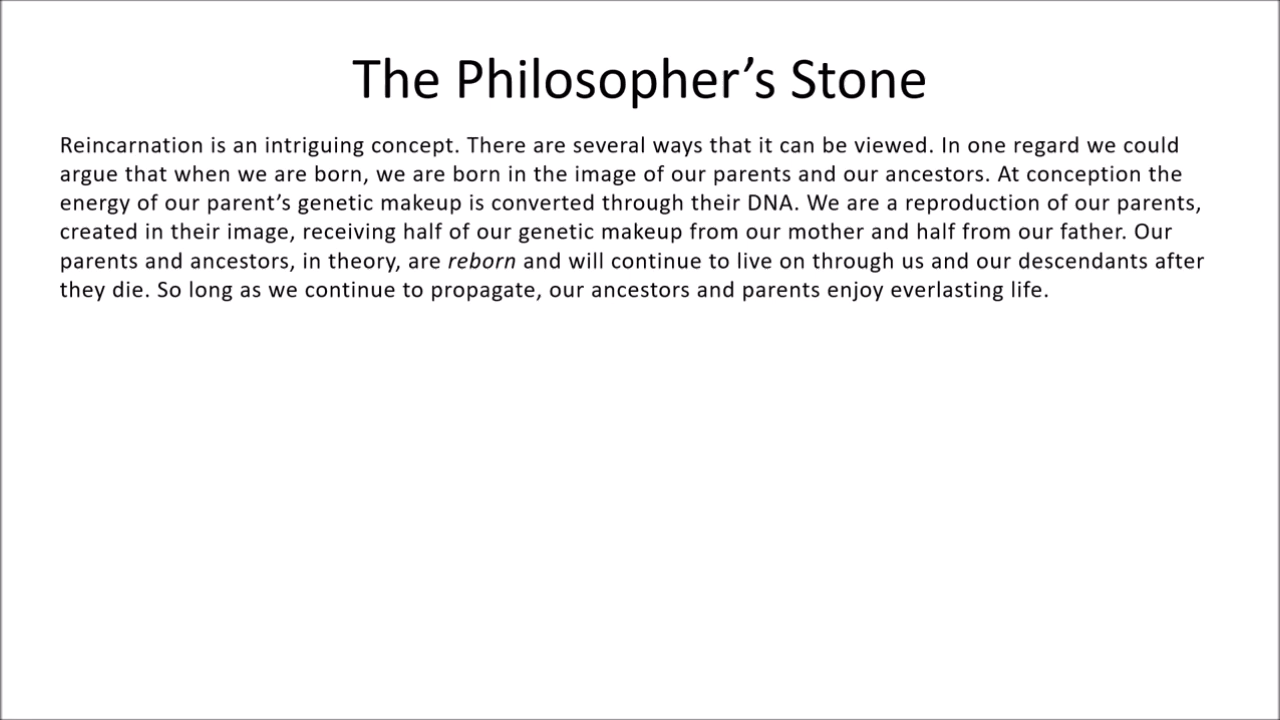 The Philosopher’s Stone
Reincarnation is an intriguing concept. There are several ways that it can be viewed. In one regard we could
argue that when we are born, we are born in the image of our parents and our ancestors. At conception the
energy of our parent’s genetic makeup is converted through their DNA. We are a reproduction of our parents,
created in their image, receiving half of our genetic makeup from our mother and half from our father. Our
parents and ancestors, in theory, are reborn and will continue to live on through us and our descendants after
they die. So long as we continue to propagate, our ancestors and parents enjoy everlasting life.